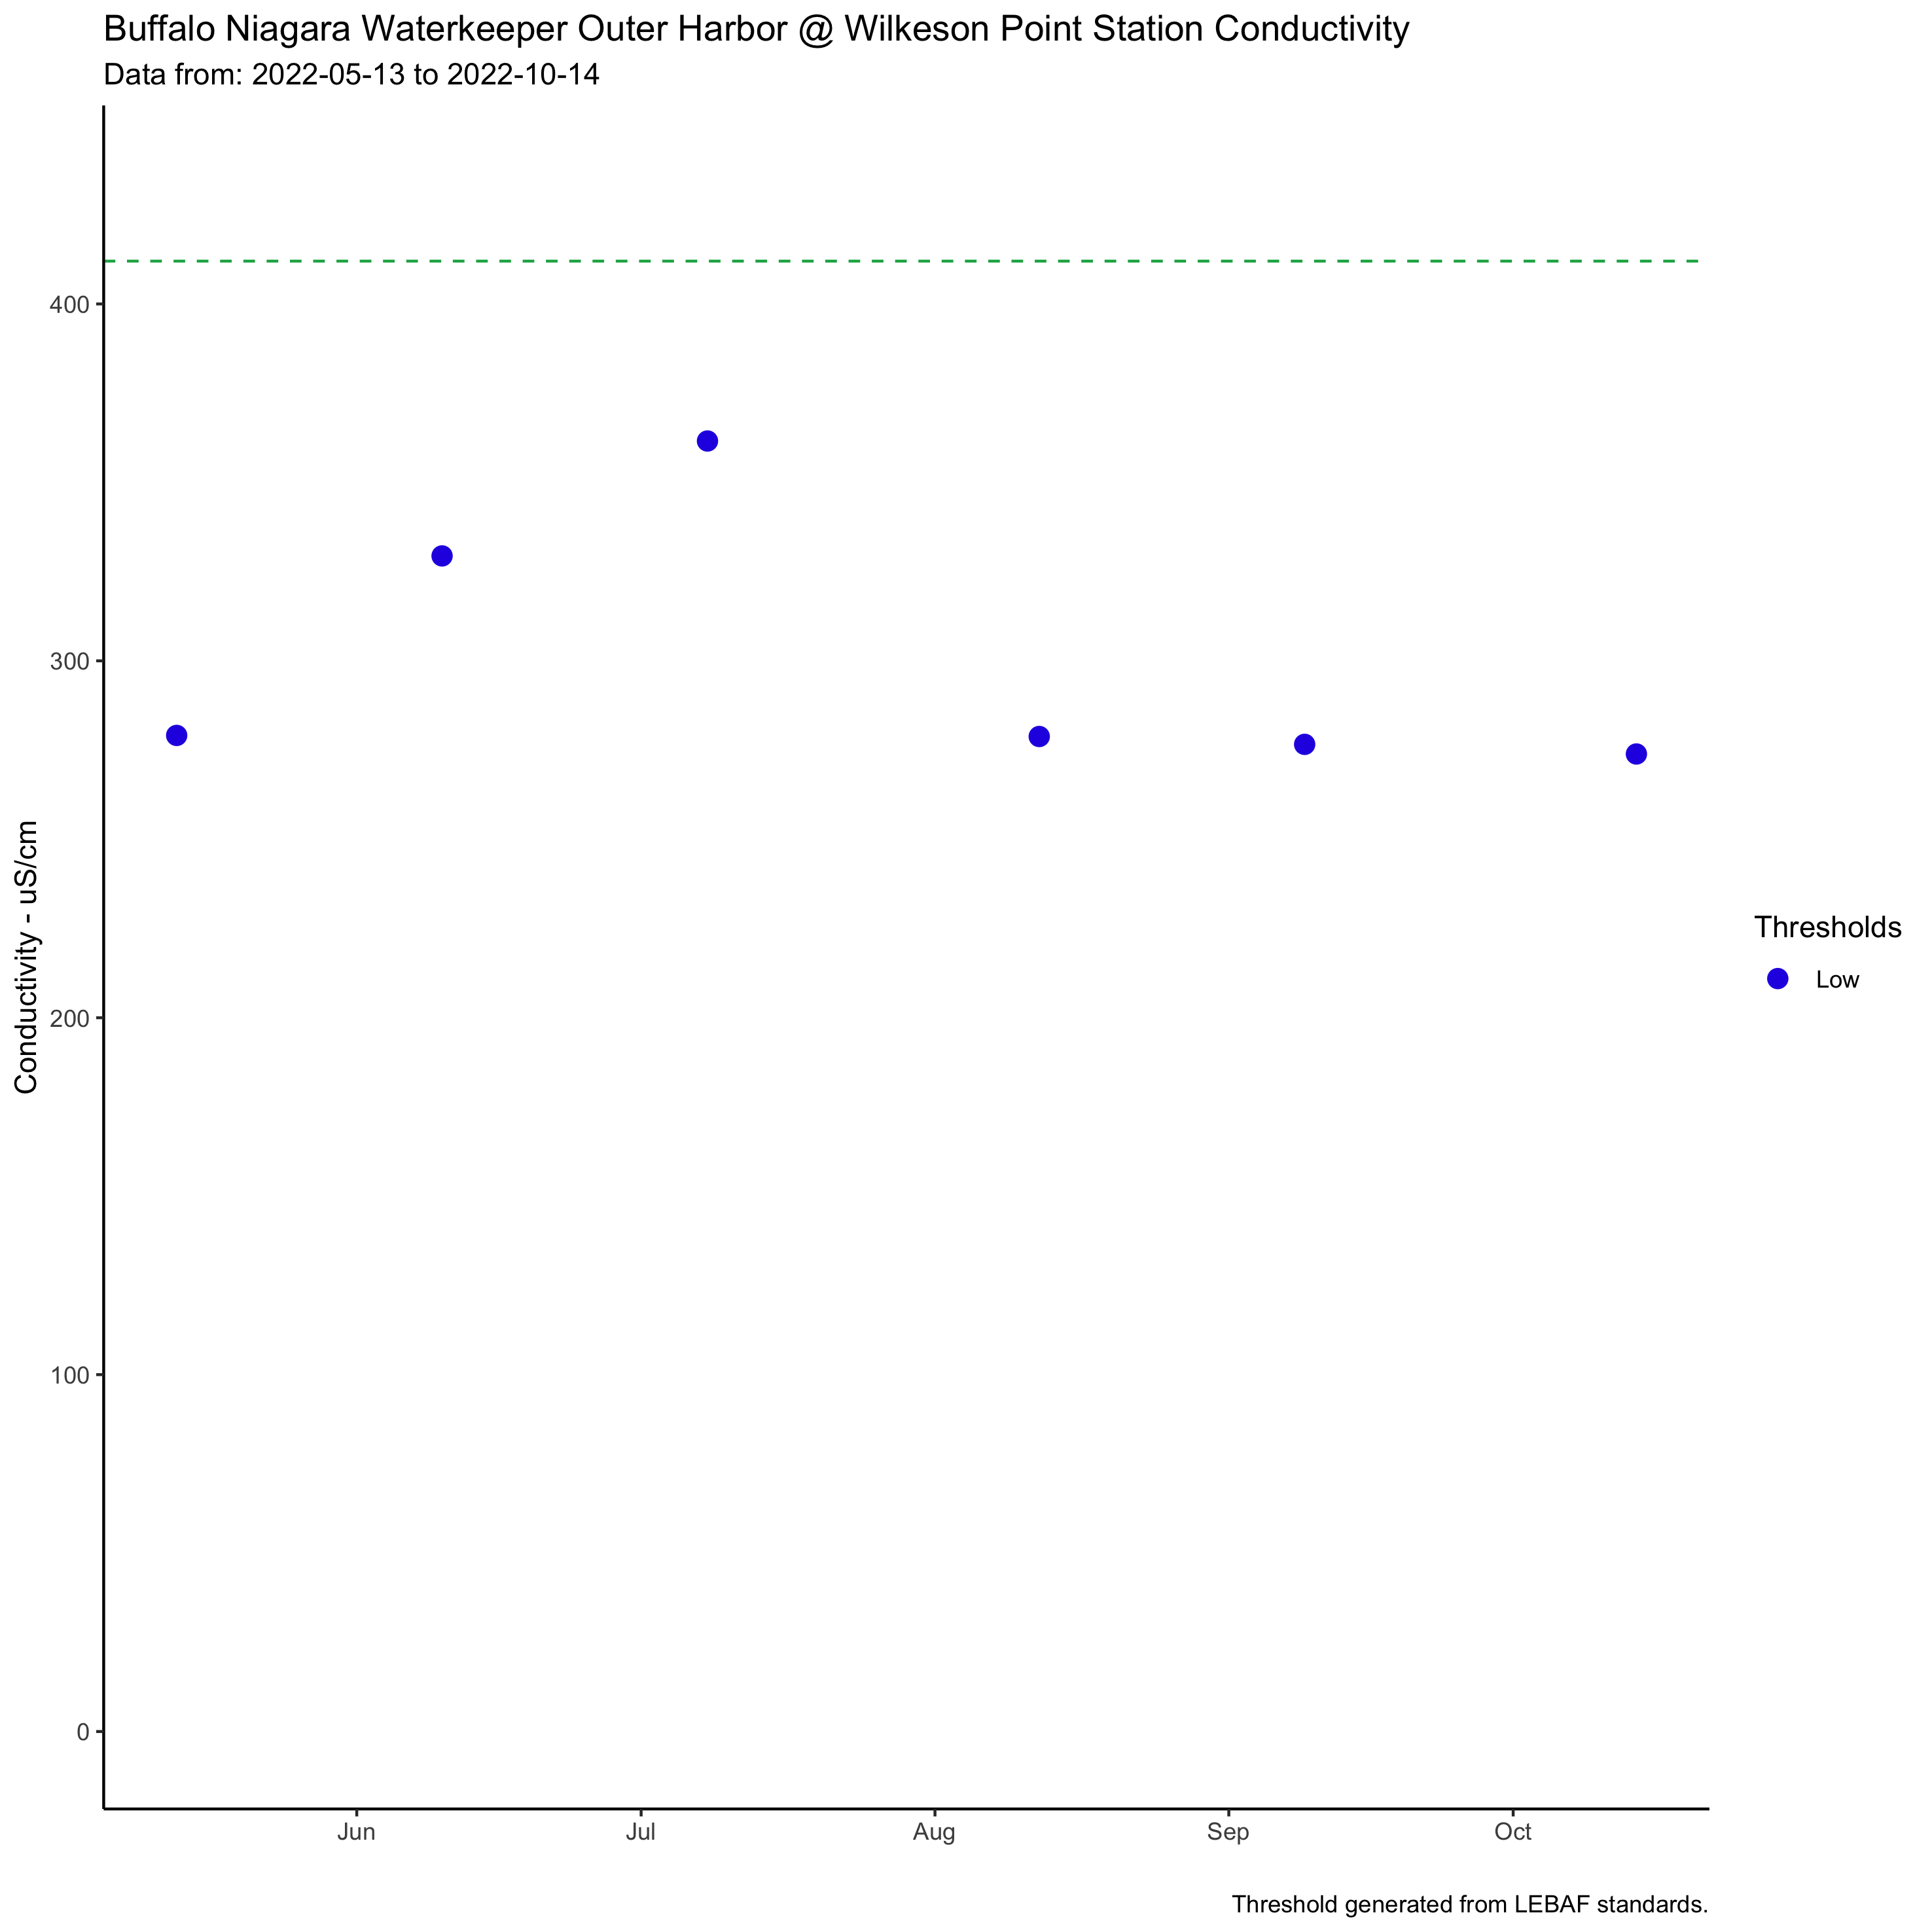 Buffalo Niagara Waterkeeper Outer Harbor @ Wilkeson Point Station Conductivity
Data from: 2022-05-13 to 2022-10-14
Conductivity - uS/cm
400
300
200
100
0
Jun Jul Aug Sep Oct
Thresholds
Low
Threshold generated from LEBAF standards.